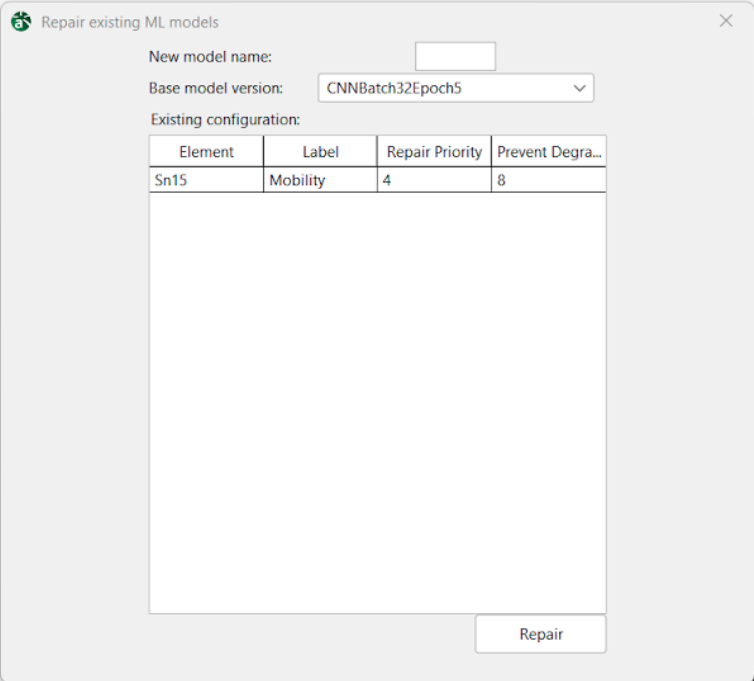 Repair existing ML models
New model name:
Base model version: CNNBatch32Epoch5
Existing configuration:
Element Label Repair Priority Prevent Degra...
Sn15 Mobility 4 8
Repair